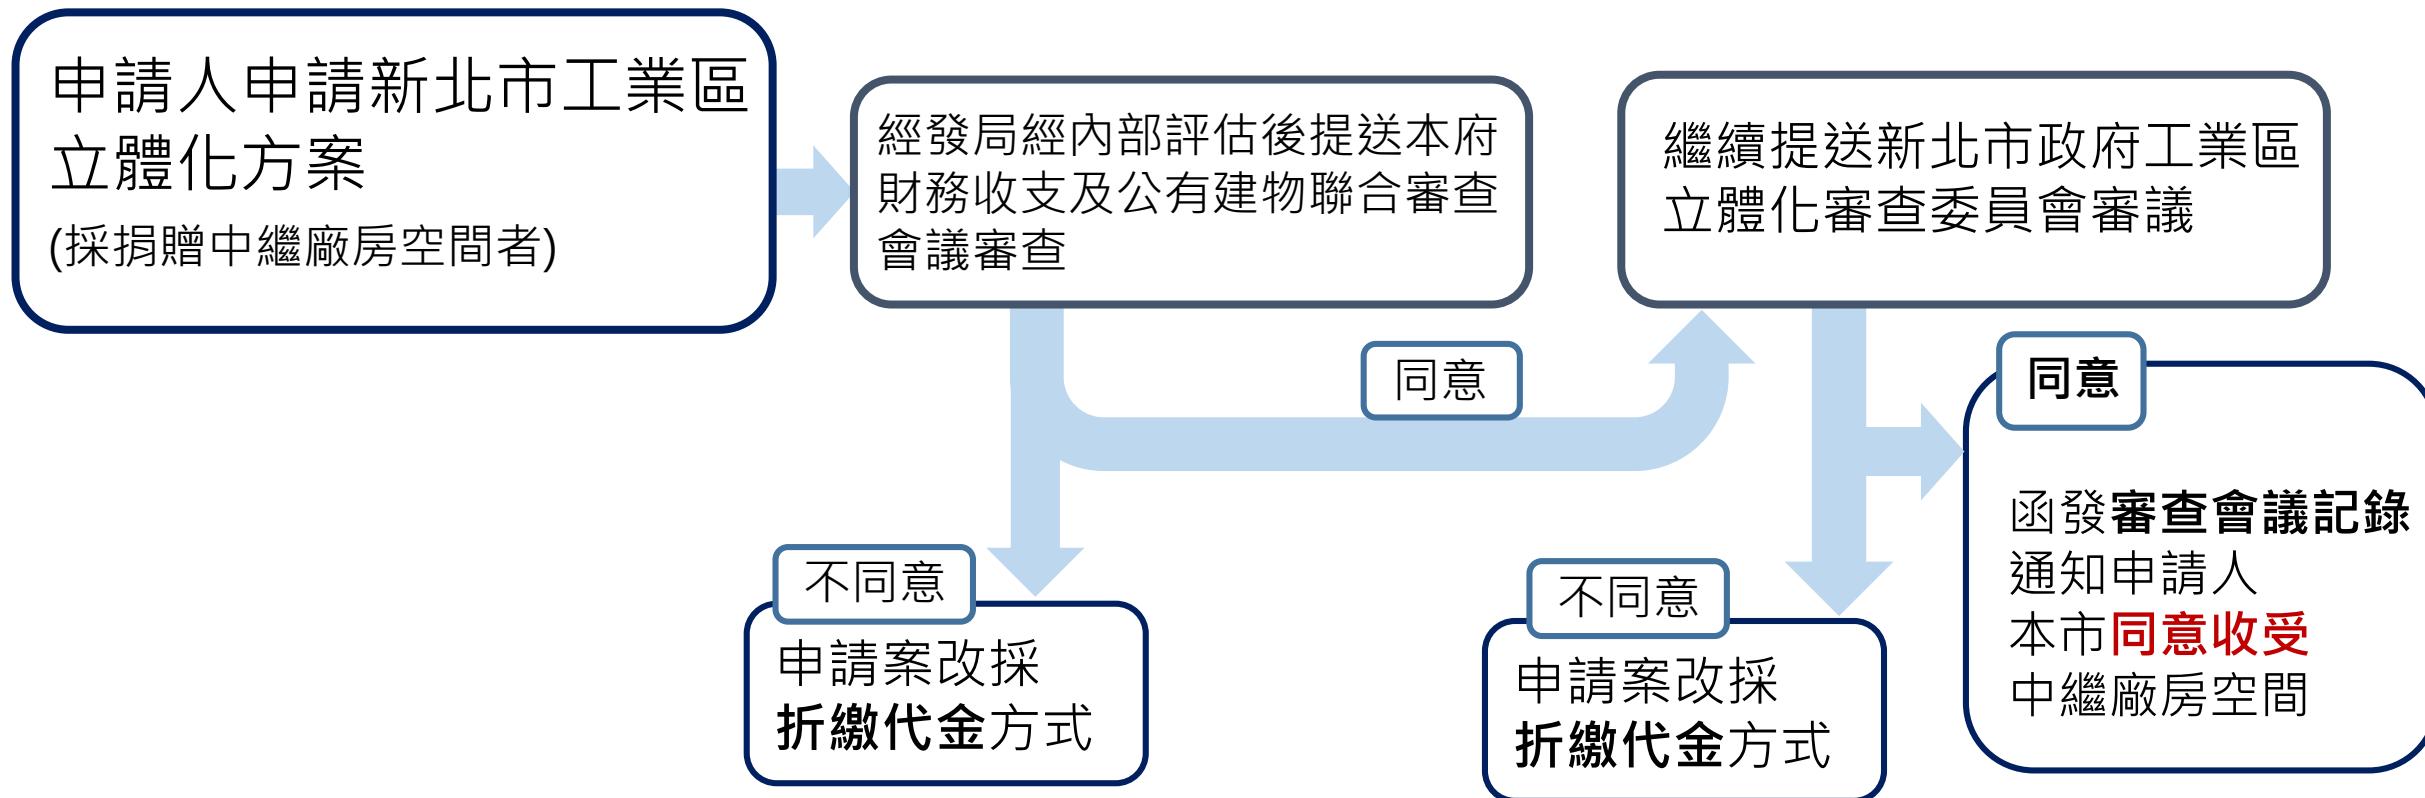 申請人申請新北市工業區
立體化方案
(採捐贈中繼廠房空間者)
經發局經內部評估後提送本府
財務收支及公有建物聯合審查
會議審查
繼續提送新北市政府工業區
立體化審查委員會審議
同意
同意
函發審查會議記錄
通知申請人
本市同意收受
中繼廠房空間
不同意
申請案改採
折繳代金方式
不同意
申請案改採
折繳代金方式